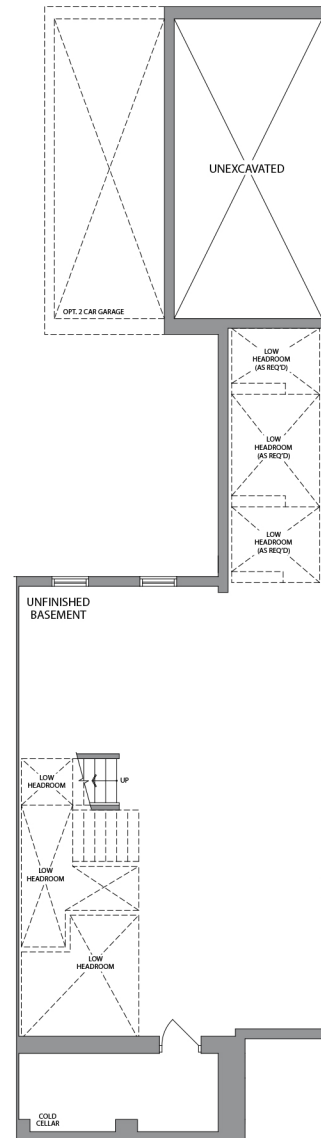 UNEXCAVATED
OPT. 2 CAR GARAGE
LOW
HEADROOM
(AS REQ'D)
LOW
HEADROOM
(AS REQ'D)
LOW
HEADROOM
(AS REQ'D)
UNFINISHED
BASEMENT
UP
LOW
HEADROOM
LOW
HEADROOM
LOW
HEADROOM
COLD
CELLAR